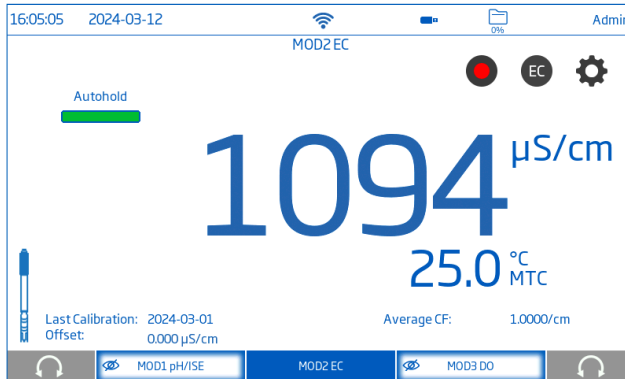 16:05:05 2024-03-12 0% Admin
MOD2 EC
EC
Autohold
1094 µS/cm
25.0 °C
MTC
Last Calibration: 2024-03-01 Average CF: 1.0000/cm
Offset: 0.000 µS/cm
MOD1 pH/ISE MOD2 EC MOD3 DO